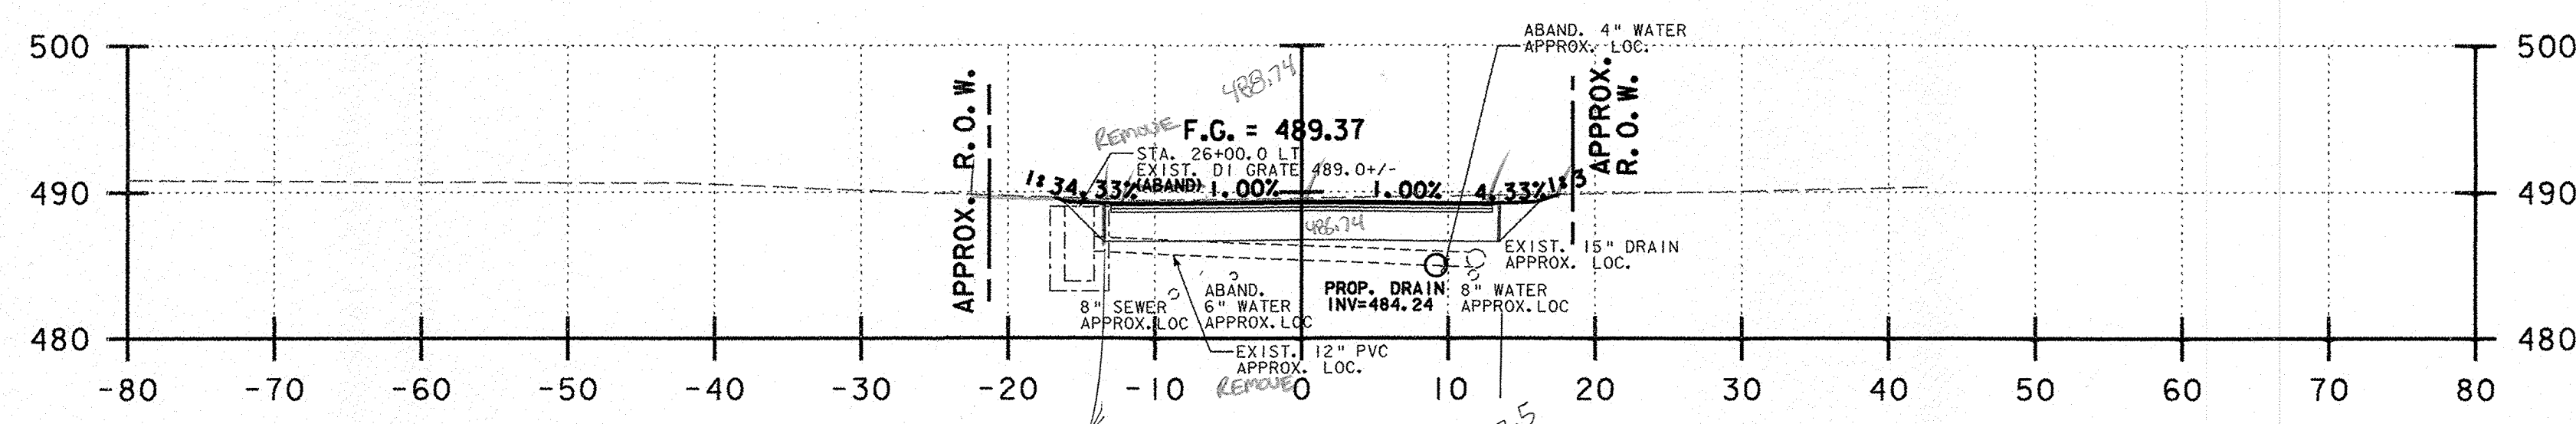 500
500
ABAND. 4" WATER
APPROX. LOC.
488.74
REMOVE
F.G. = 489.37
APPROX. R.O.W.
APPROX.
R.O.W.
STA. 26+00.0 LT
EXIST. DI GRATE 489.0+/-
(ABAND)
490
1:3
4.33%
1.00%
1.00%
4.33%
1:3
490
486.74
EXIST. 15" DRAIN
APPROX. LOC.
8" SEWER
APPROX.LOC
ABAND.
6" WATER
APPROX.LOC
PROP. DRAIN
INV=484.24
8" WATER
APPROX.LOC
480
480
EXIST. 12" PVC
APPROX. LOC.
REMOVE
-80 -70 -60 -50 -40 -30 -20 -10 0 10 20 30 40 50 60 70 80